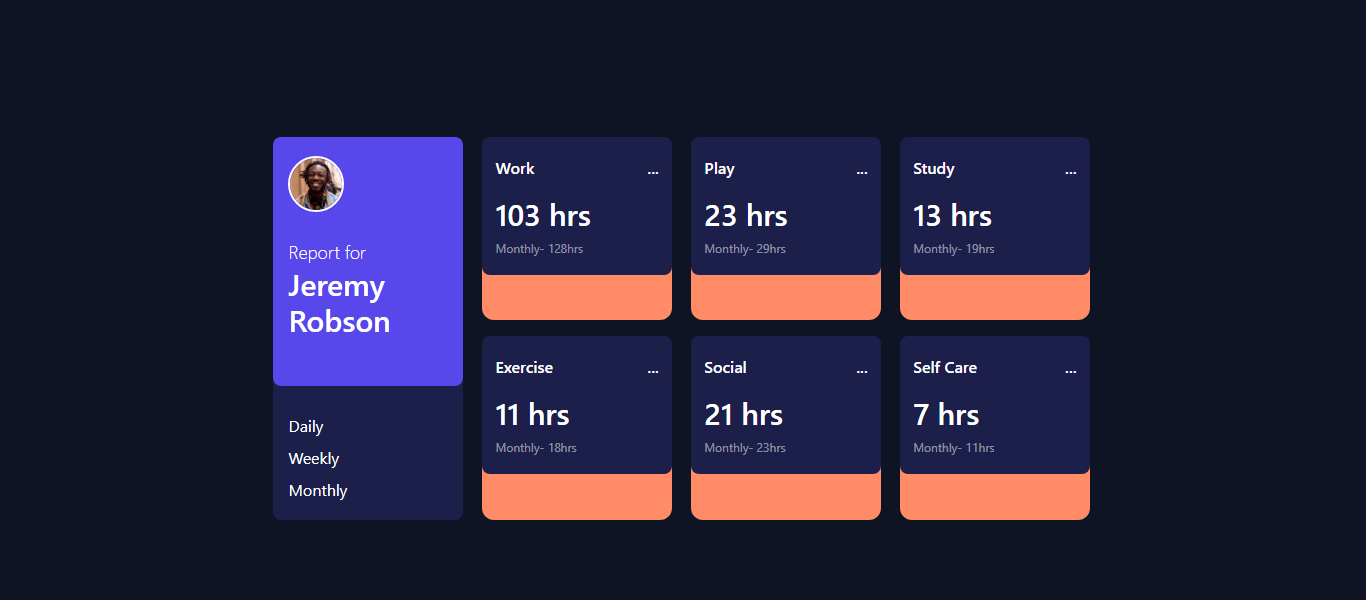 Report for
Jeremy
Robson
Daily
Weekly
Monthly
Work ...
103 hrs
Monthly- 128hrs
Play ...
23 hrs
Monthly- 29hrs
Study ...
13 hrs
Monthly- 19hrs
Exercise ...
11 hrs
Monthly- 18hrs
Social ...
21 hrs
Monthly- 23hrs
Self Care ...
7 hrs
Monthly- 11hrs